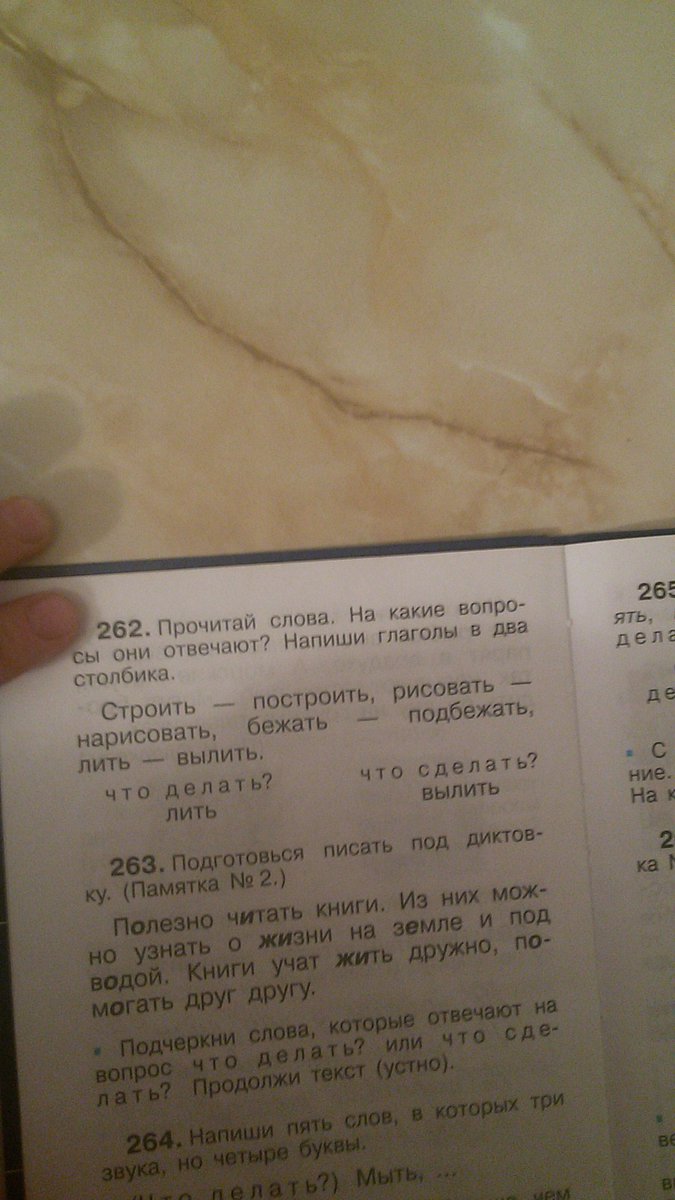 262. Прочитай слова. На какие вопро-
сы они отвечают? Напиши глаголы в два
столбика.
Строить — построить, рисовать —
нарисовать, бежать — подбежать,
лить — вылить.
что делать? что сделать?
лить вылить
263. Подготовься писать под диктов-
ку. (Памятка № 2.)
Полезно читать книги. Из них мож-
но узнать о жизни на земле и под
водой. Книги учат жить дружно, по-
могать друг другу.
Подчеркни слова, которые отвечают на
вопрос что делать? или что сде-
лать? Продолжи текст (устно).
264. Напиши пять слов, в которых три
звука, но четыре буквы.
(Что делать?) Мыть, ...
265
ять,
дела
де
• С
ние.
На к
2
ка №